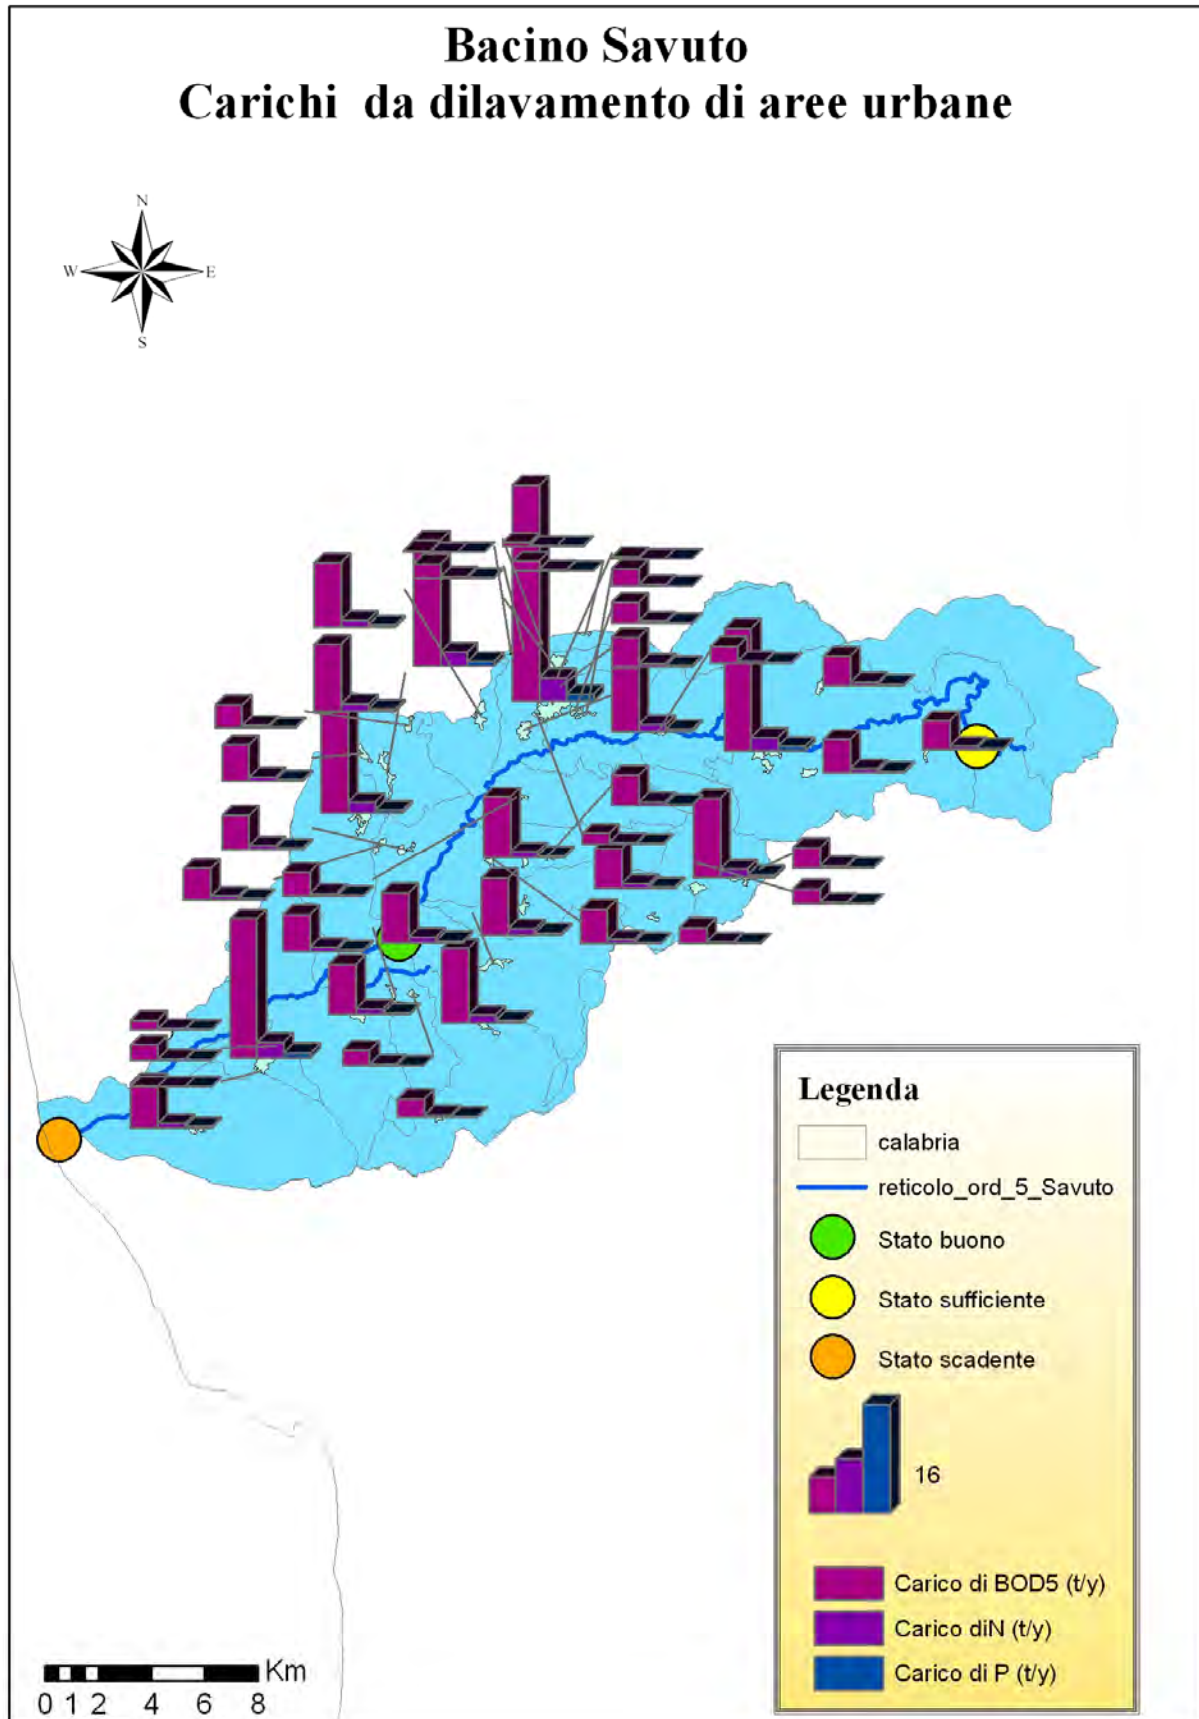 Bacino Savuto
Carichi da dilavamento di aree urbane
N
W E
S
Legenda
calabria
reticolo_ord_5_Savuto
Stato buono
Stato sufficiente
Stato scadente
16
Carico di BOD5 (t/y)
Carico diN (t/y)
Carico di P (t/y)
Km
0 1 2 4 6 8